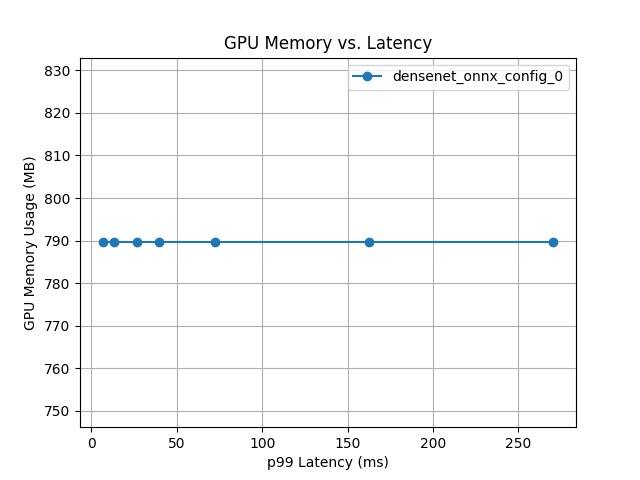 GPU Memory vs. Latency
densenet_onnx_config_0
830
820
810
800
790
780
770
760
750
GPU Memory Usage (MB)
0 50 100 150 200 250
p99 Latency (ms)